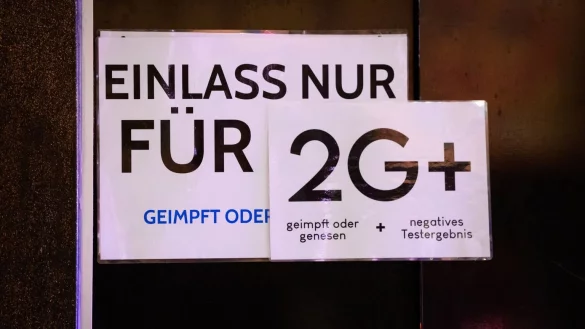 EINLASS NUR
FÜR
GEIMPFT ODER
2G+
geimpft oder
genesen
+
negatives
Testergebnis